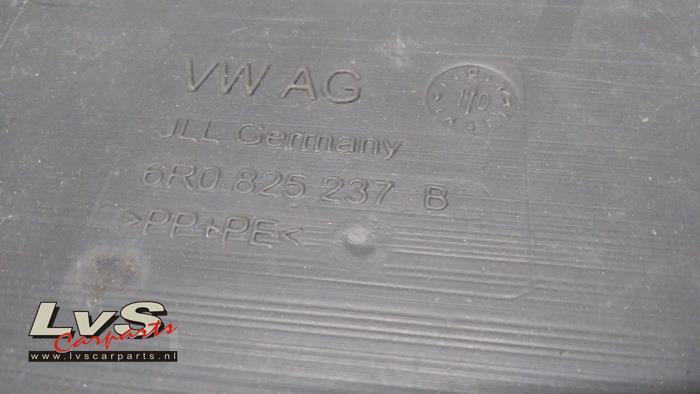 VW AG
JLL Germany
6R0 825 237 B
>PP+PE<
LvS
Carparts
www.lvscarparts.nl